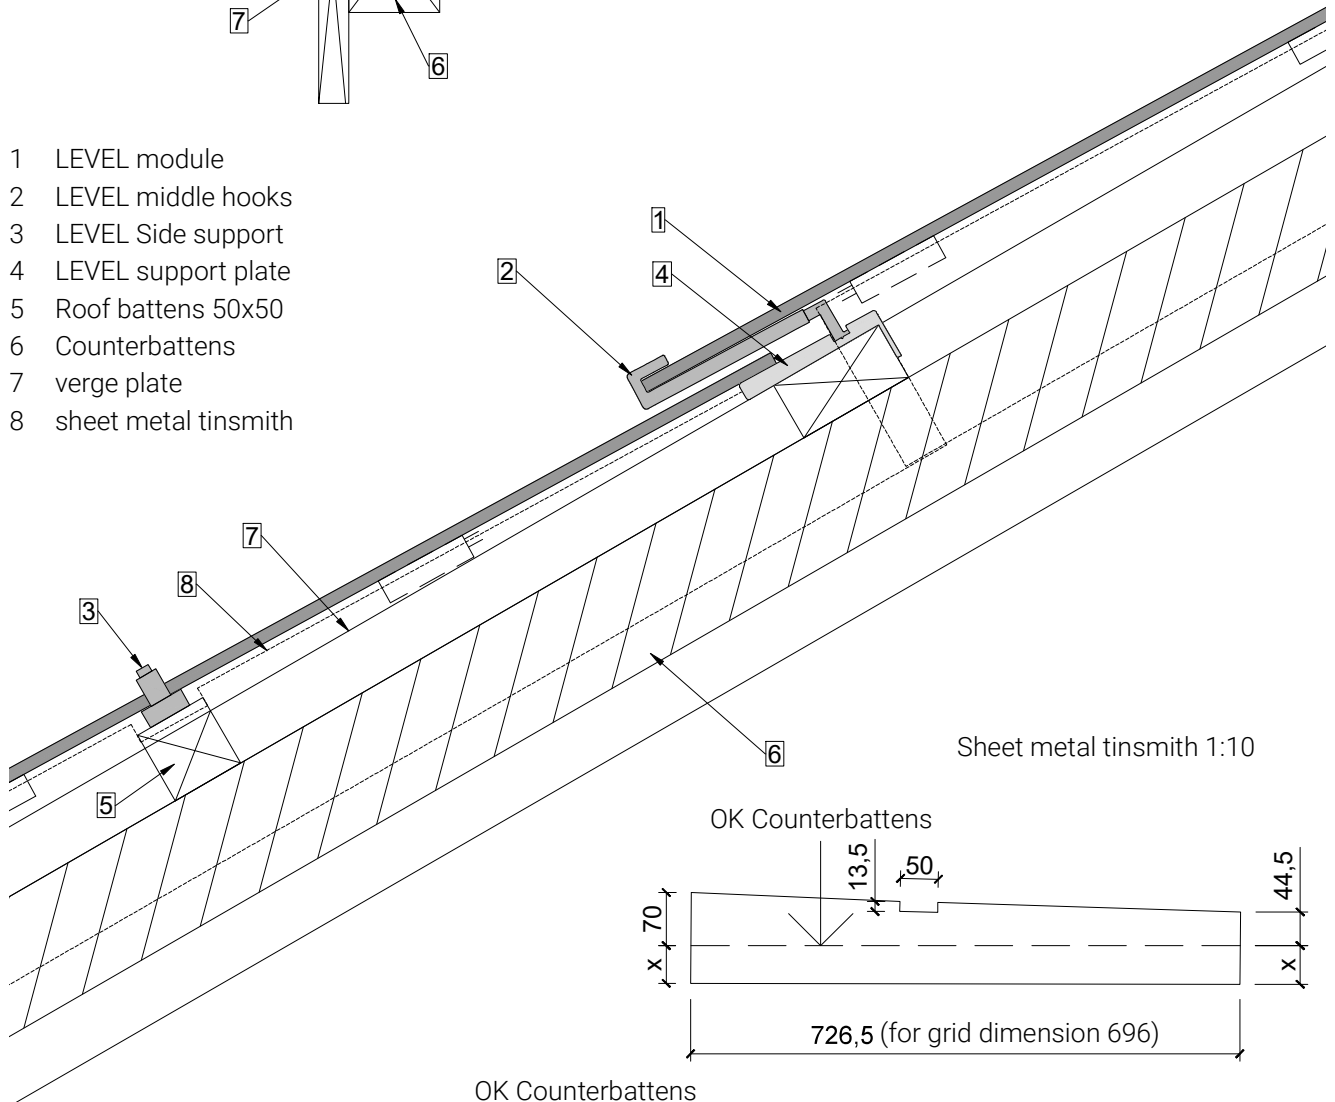 7
6
1 LEVEL module
2 LEVEL middle hooks
3 LEVEL Side support
4 LEVEL support plate
5 Roof battens 50x50
6 Counterbattens
7 verge plate
8 sheet metal tinsmith
1
2
4
7
8
3
6
5
Sheet metal tinsmith 1:10
OK Counterbattens
13,5
50
44,5
70
x
x
726,5 (for grid dimension 696)
OK Counterbattens